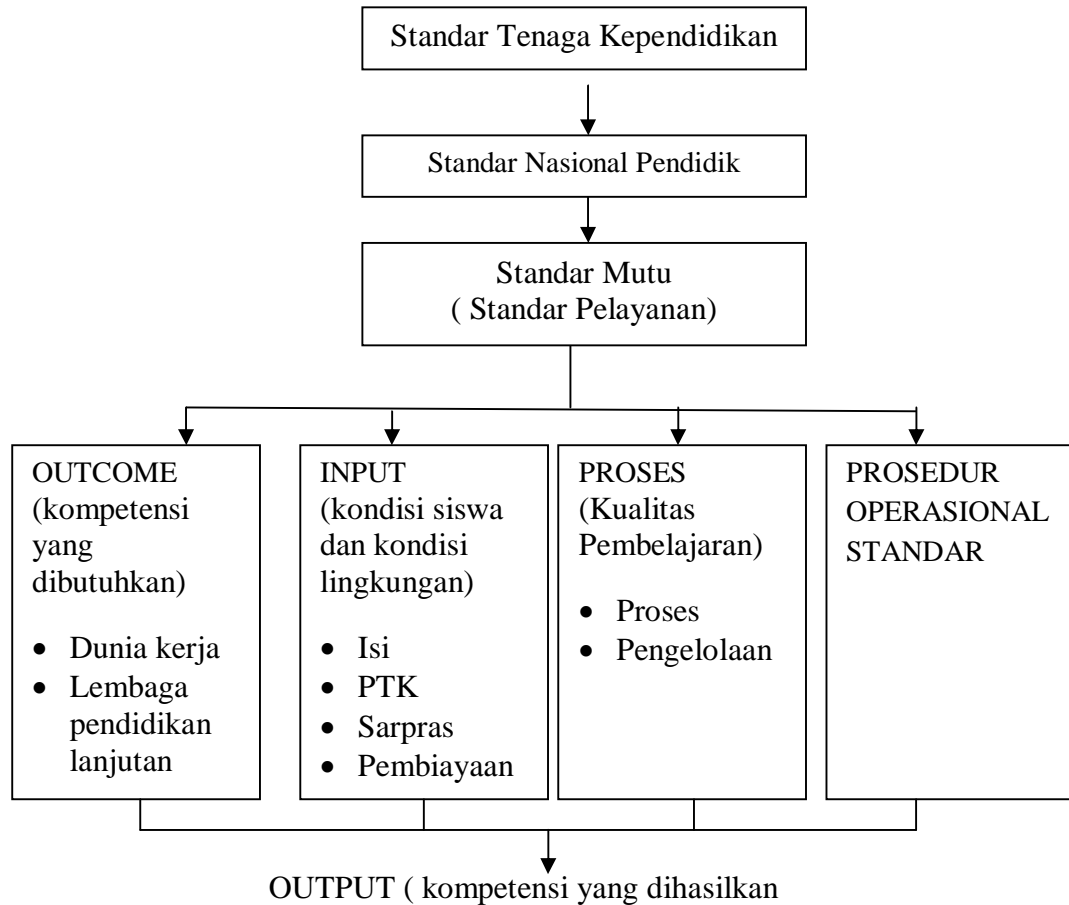 Standar Tenaga Kependidikan
Standar Nasional Pendidik
Standar Mutu
( Standar Pelayanan)
OUTCOME
(kompetensi
yang
dibutuhkan)
• Dunia kerja
• Lembaga
pendidikan
lanjutan
INPUT
(kondisi siswa
dan kondisi
lingkungan)
• Isi
• PTK
• Sarpras
• Pembiayaan
PROSES
(Kualitas
Pembelajaran)
• Proses
• Pengelolaan
PROSEDUR
OPERASIONAL
STANDAR
OUTPUT ( kompetensi yang dihasilkan